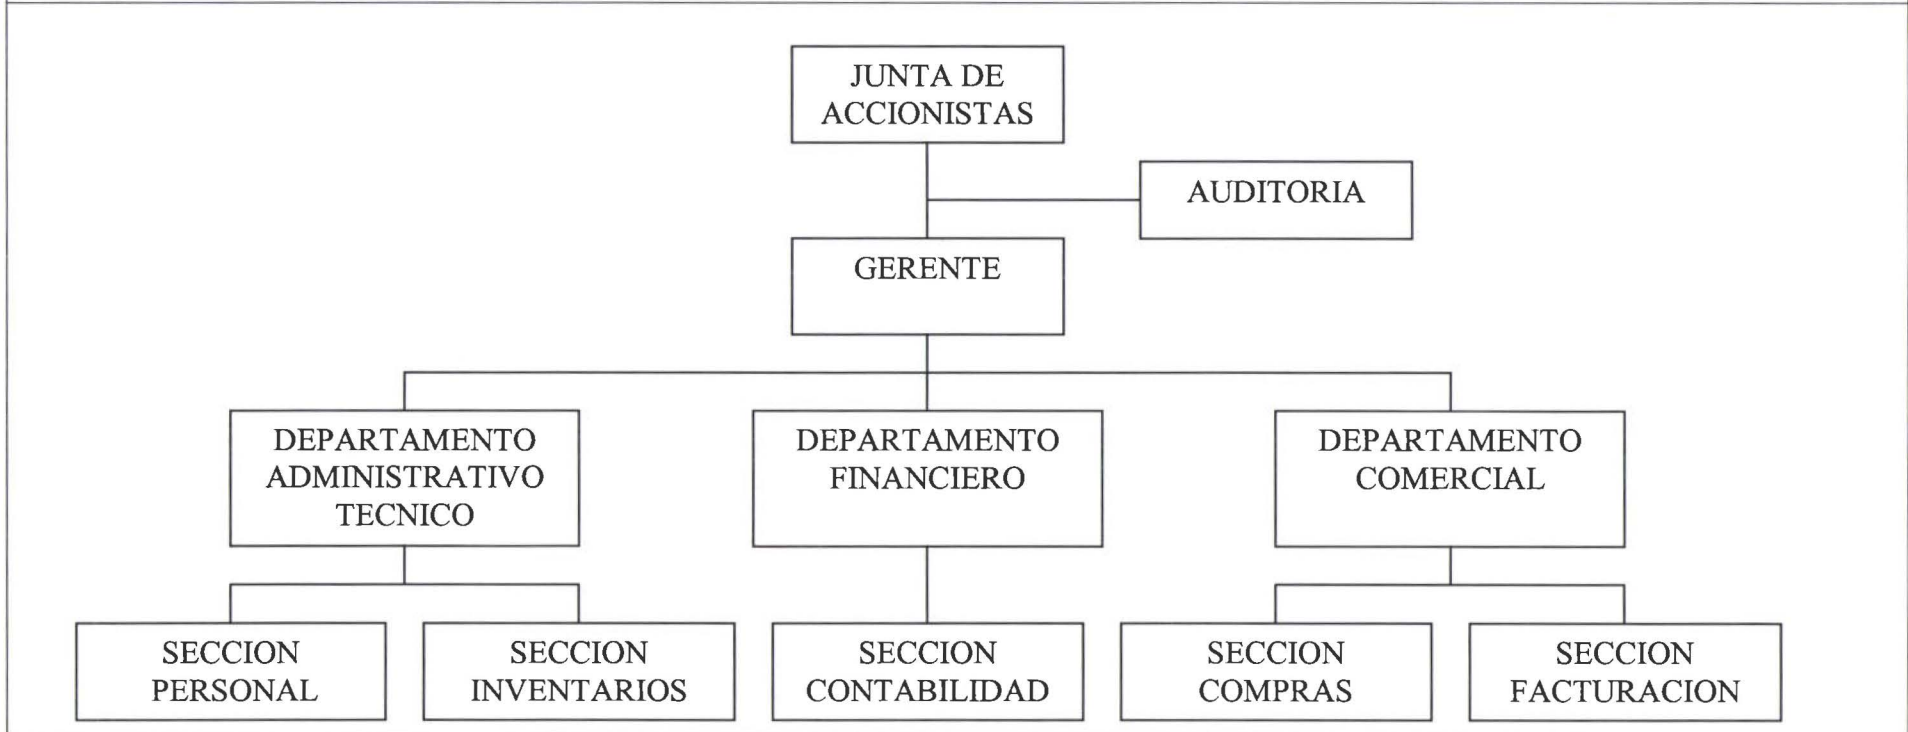 JUNTA DE
ACCIONISTAS
AUDITORIA
GERENTE
DEPARTAMENTO
ADMINISTRATIVO
TECNICO
DEPARTAMENTO
FINANCIERO
DEPARTAMENTO
COMERCIAL
SECCION
PERSONAL
SECCION
INVENTARIOS
SECCION
CONTABILIDAD
SECCION
COMPRAS
SECCION
FACTURACION